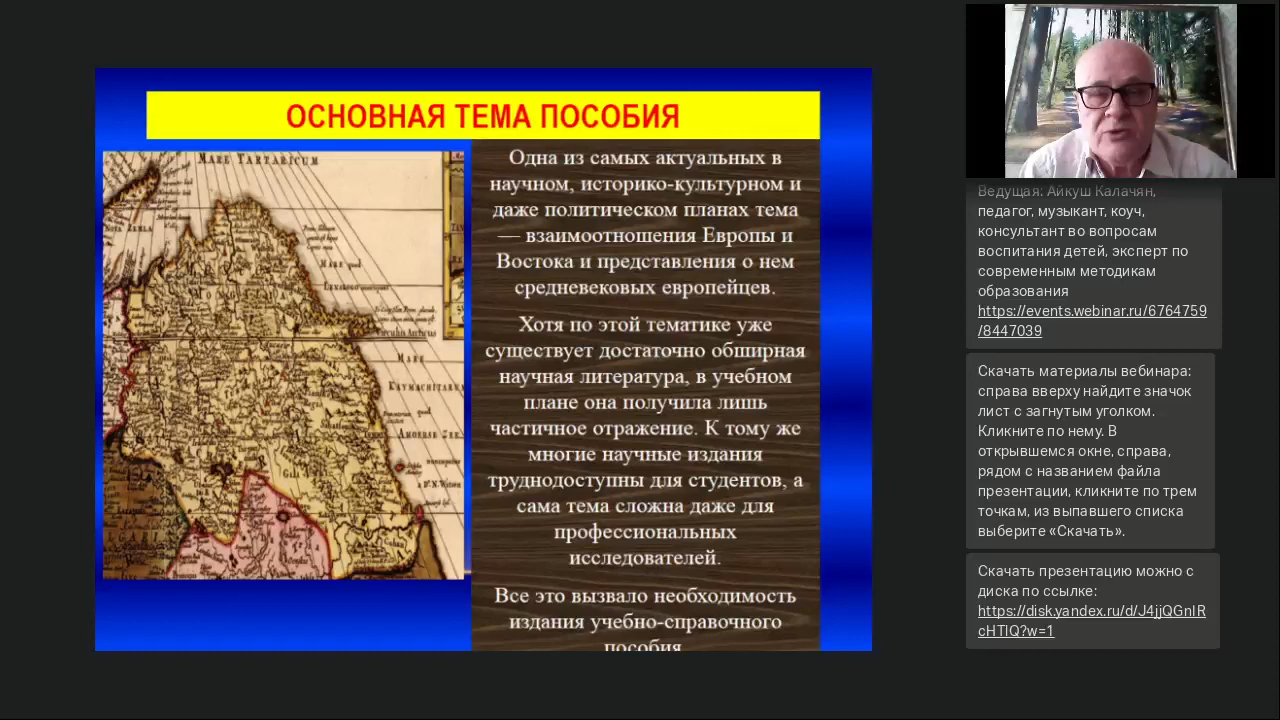 ОСНОВНАЯ ТЕМА ПОСОБИЯ
MARE TARTARICUM
Одна из самых актуальных в
научном, историко-культурном и
даже политическом планах тема
— взаимоотношения Европы и
Востока и представления о нем
средневековых европейцев.
Хотя по этой тематике уже
существует достаточно обширная
научная литература, в учебном
плане она получила лишь
частичное отражение. К тому же
многие научные издания
труднодоступны для студентов, а
сама тема сложна даже для
профессиональных
исследователей.
Все это вызвало необходимость
издания учебно-справочного
пособия
Ведущая: Айкуш Калачян,
педагог, музыкант, коуч,
консультант во вопросам
воспитания детей, эксперт по
современным методикам
образования
https://events.webinar.ru/6764759
/8447039
Скачать материалы вебинара:
справа вверху найдите значок
лист с загнутым уголком.
Кликните по нему. В
открывшемся окне, справа,
рядом с названием файла
презентации, кликните по трем
точкам, из выпавшего списка
выберите «Скачать».
Скачать презентацию можно с
диска по ссылке:
https://disk.yandex.ru/d/J4jjQGnIR
cHTlQ?w=1